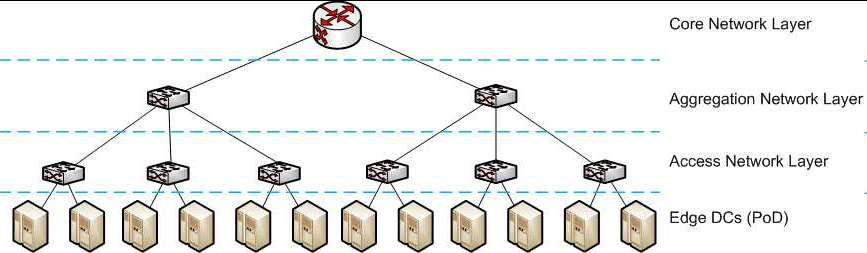 Core Network Layer
Aggregation Network Layer
Access Network Layer
Edge DCs (PoD)